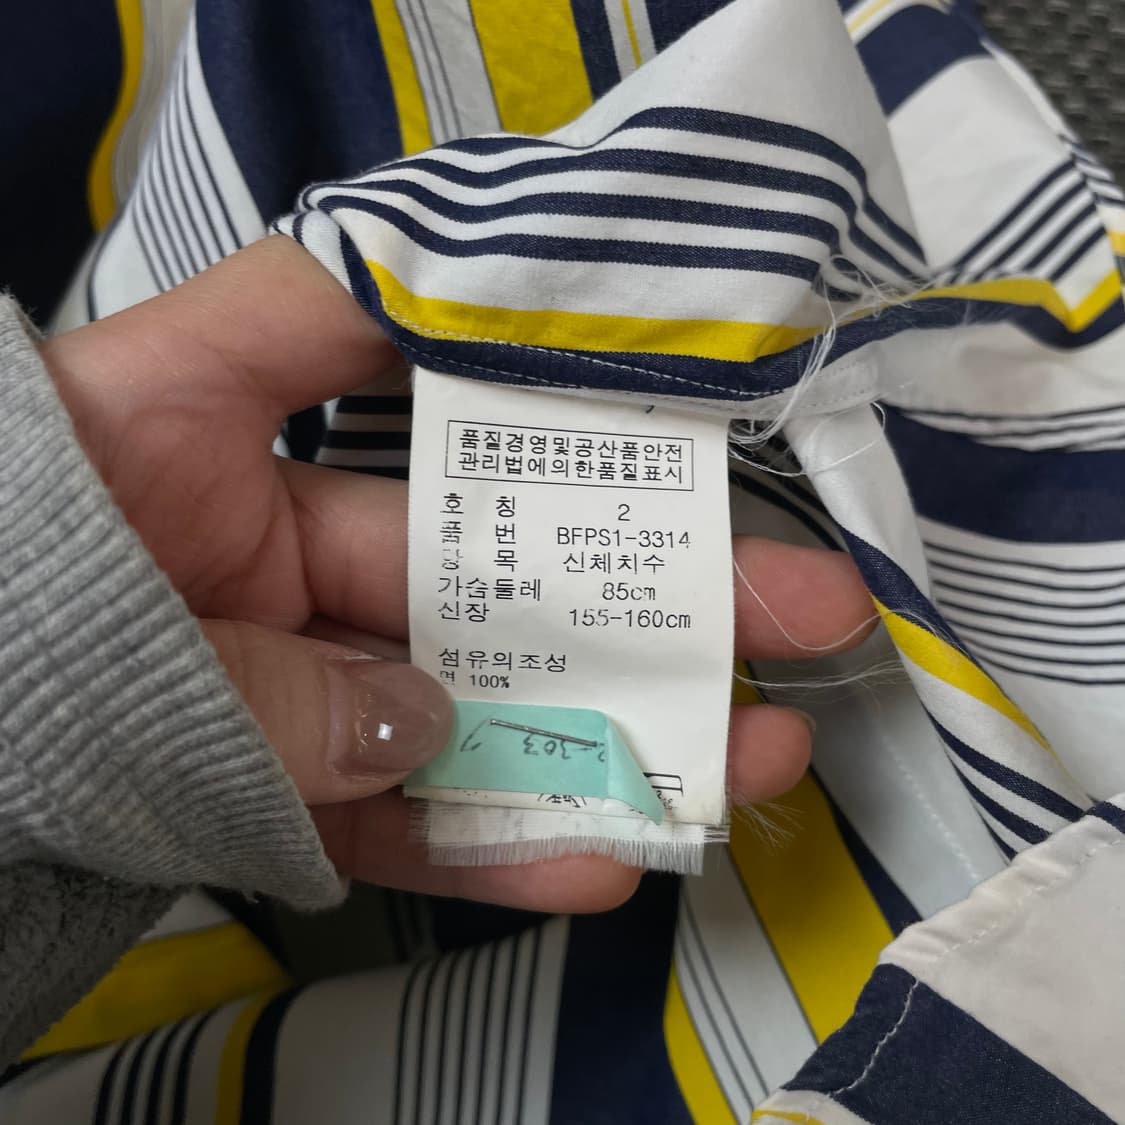 품질경영및공산품안전
관리법에의한품질표시
호 칭 2
품 번 BFPS1-3314
항 목 신체치수
가슴둘레 85cm
신장 155-160cm
섬유의조성
면 100%